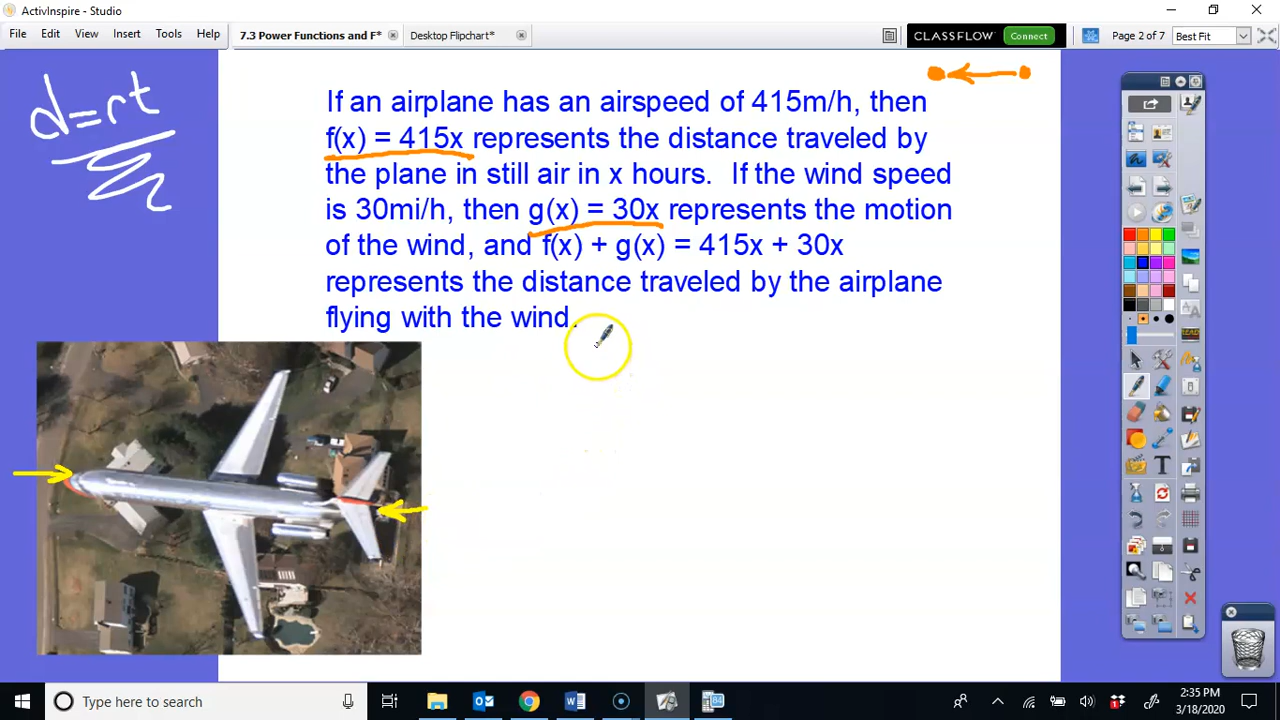 ActivInspire - Studio
File Edit View Insert Tools Help
7.3 Power Functions and F* Desktop Flipchart*
CLASSFLOW Connect
Page 2 of 7 Best Fit
d=rt
If an airplane has an airspeed of 415m/h, then
f(x) = 415x represents the distance traveled by
the plane in still air in x hours. If the wind speed
is 30mi/h, then g(x) = 30x represents the motion
of the wind, and f(x) + g(x) = 415x + 30x
represents the distance traveled by the airplane
flying with the wind.
Type here to search
2:35 PM
3/18/2020